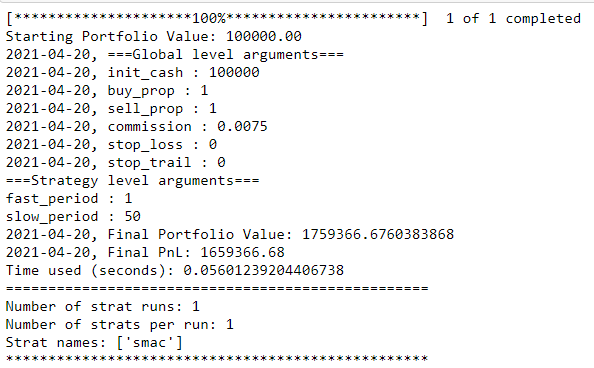 [*********************100%***********************]  1 of 1 completed
Starting Portfolio Value: 100000.00
2021-04-20, ===Global level arguments===
2021-04-20, init_cash : 100000
2021-04-20, buy_prop : 1
2021-04-20, sell_prop : 1
2021-04-20, commission : 0.0075
2021-04-20, stop_loss : 0
2021-04-20, stop_trail : 0
===Strategy level arguments===
fast_period : 1
slow_period : 50
2021-04-20, Final Portfolio Value: 1759366.6760383868
2021-04-20, Final PnL: 1659366.68
Time used (seconds): 0.05601239204406738
==================================================
Number of strat runs: 1
Number of strats per run: 1
Strat names: ['smac']
**************************************************